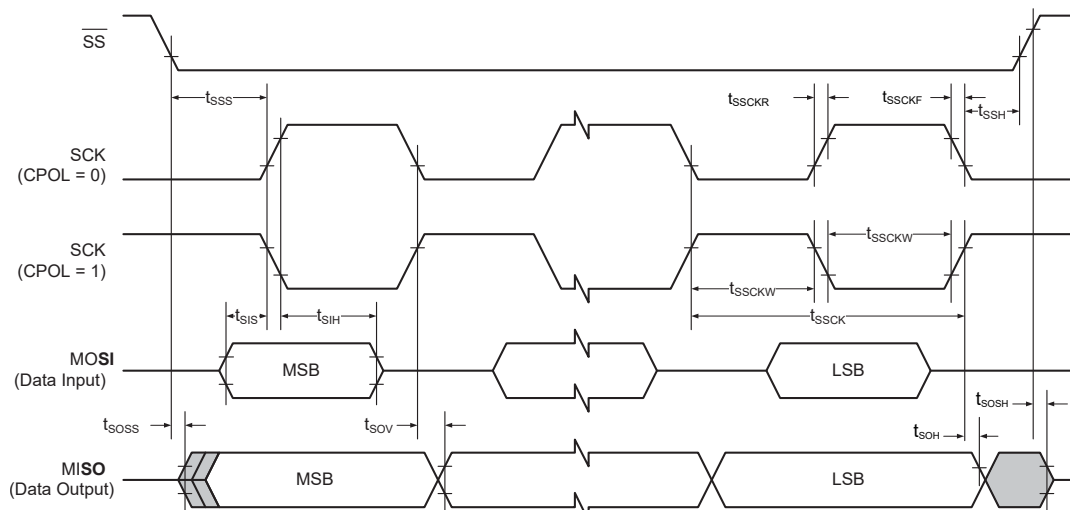 SS
tSSS
tSSCKR
tSSCKF
tSSH
SCK
(CPOL = 0)
SCK
(CPOL = 1)
tSSCKW
tSSCKW
tSSCK
tSIS
tSIH
MOSI
(Data Input)
MSB
LSB
tSOSS
tSOV
tSOH
tSOSH
MISO
(Data Output)
MSB
LSB